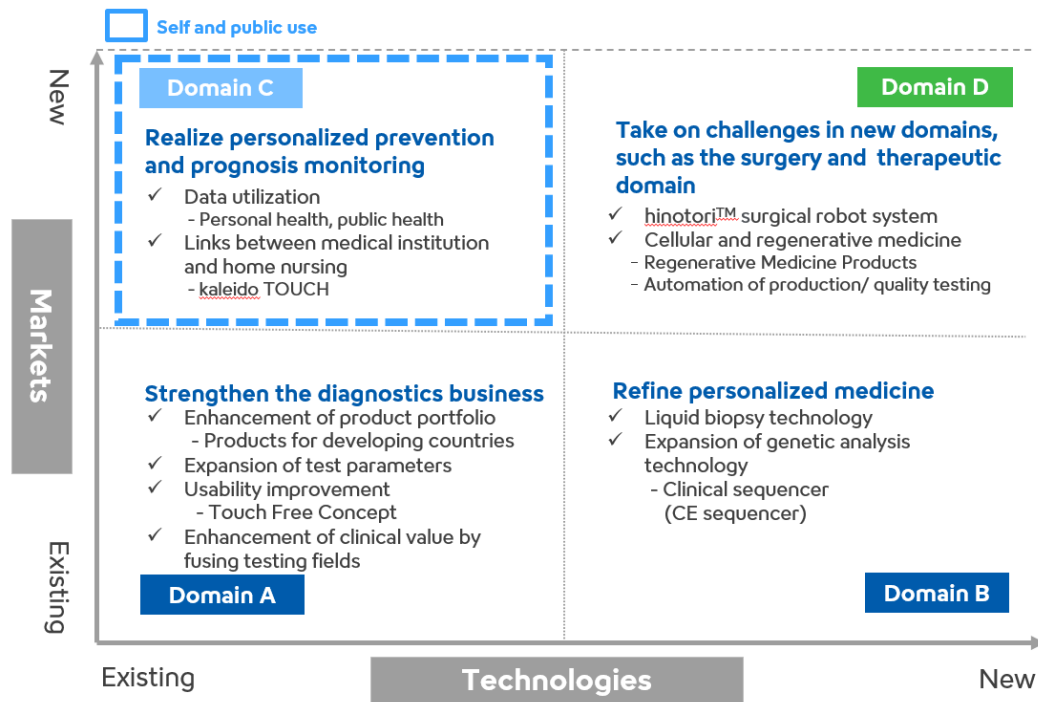 Self and public use
New
Domain C
Realize personalized prevention
and prognosis monitoring
✓ Data utilization
- Personal health, public health
✓ Links between medical institution
and home nursing
- kaleido TOUCH
Domain D
Take on challenges in new domains,
such as the surgery and therapeutic
domain
✓ hinotori™ surgical robot system
✓ Cellular and regenerative medicine
- Regenerative Medicine Products
- Automation of production/ quality testing
Markets
Strengthen the diagnostics business
✓ Enhancement of product portfolio
- Products for developing countries
✓ Expansion of test parameters
✓ Usability improvement
- Touch Free Concept
✓ Enhancement of clinical value by
fusing testing fields
Domain A
Refine personalized medicine
✓ Liquid biopsy technology
✓ Expansion of genetic analysis
technology
- Clinical sequencer
(CE sequencer)
Domain B
Existing
Existing
Technologies
New